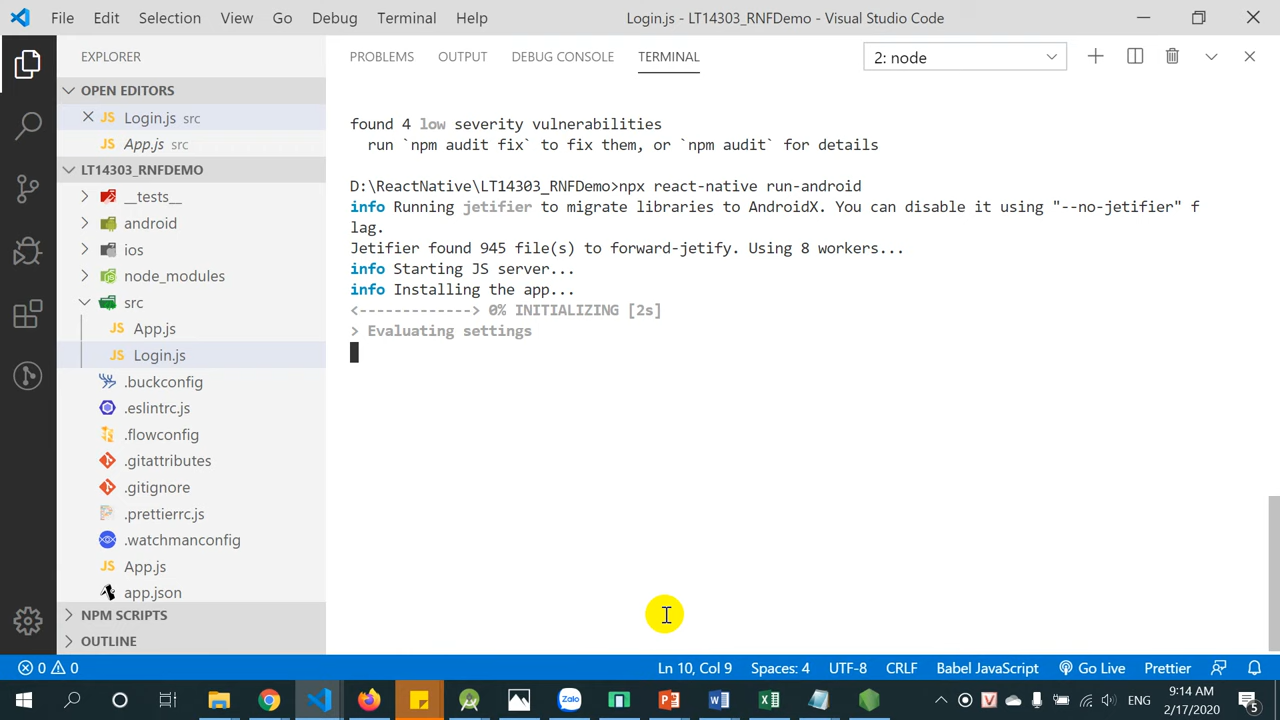 File Edit Selection View Go Debug Terminal Help Login.js - LT14303_RNFDemo - Visual Studio Code
EXPLORER
OPEN EDITORS
JS Login.js src
JS App.js src
LT14303_RNFDEMO
__tests__
android
ios
node_modules
src
JS App.js
JS Login.js
.buckconfig
.eslintrc.js
.flowconfig
.gitattributes
.gitignore
.prettierrc.js
.watchmanconfig
JS App.js
app.json
NPM SCRIPTS
OUTLINE
PROBLEMS OUTPUT DEBUG CONSOLE TERMINAL 2: node
found 4 low severity vulnerabilities
run `npm audit fix` to fix them, or `npm audit` for details
D:\ReactNative\LT14303_RNFDemo>npx react-native run-android
info Running jetifier to migrate libraries to AndroidX. You can disable it using "--no-jetifier" f
lag.
Jetifier found 945 file(s) to forward-jetify. Using 8 workers...
info Starting JS server...
info Installing the app...
<-------------> 0% INITIALIZING [2s]
> Evaluating settings
0 0 Ln 10, Col 9 Spaces: 4 UTF-8 CRLF Babel JavaScript Go Live Prettier
Zalo ENG 9:14 AM
2/17/2020 5